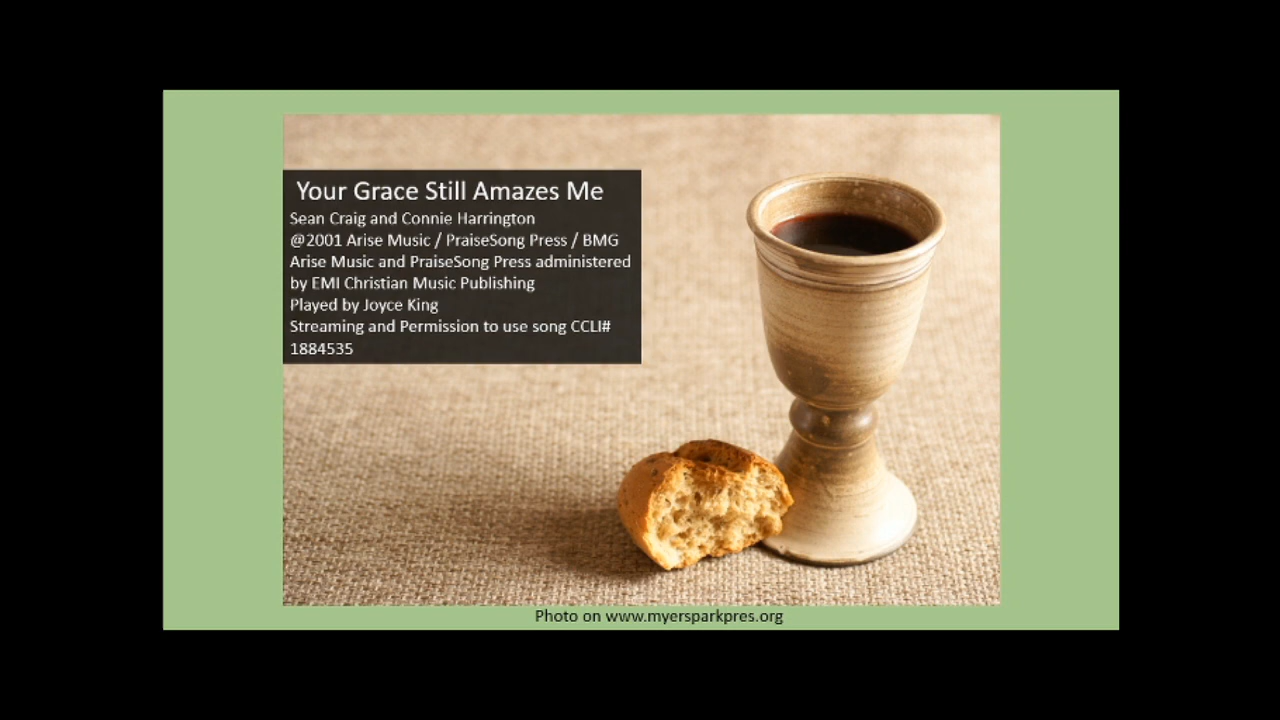 Your Grace Still Amazes Me
Sean Craig and Connie Harrington
@2001 Arise Music / PraiseSong Press / BMG
Arise Music and PraiseSong Press administered
by EMI Christian Music Publishing
Played by Joyce King
Streaming and Permission to use song CCLI#
1884535
Photo on www.myersparkpres.org